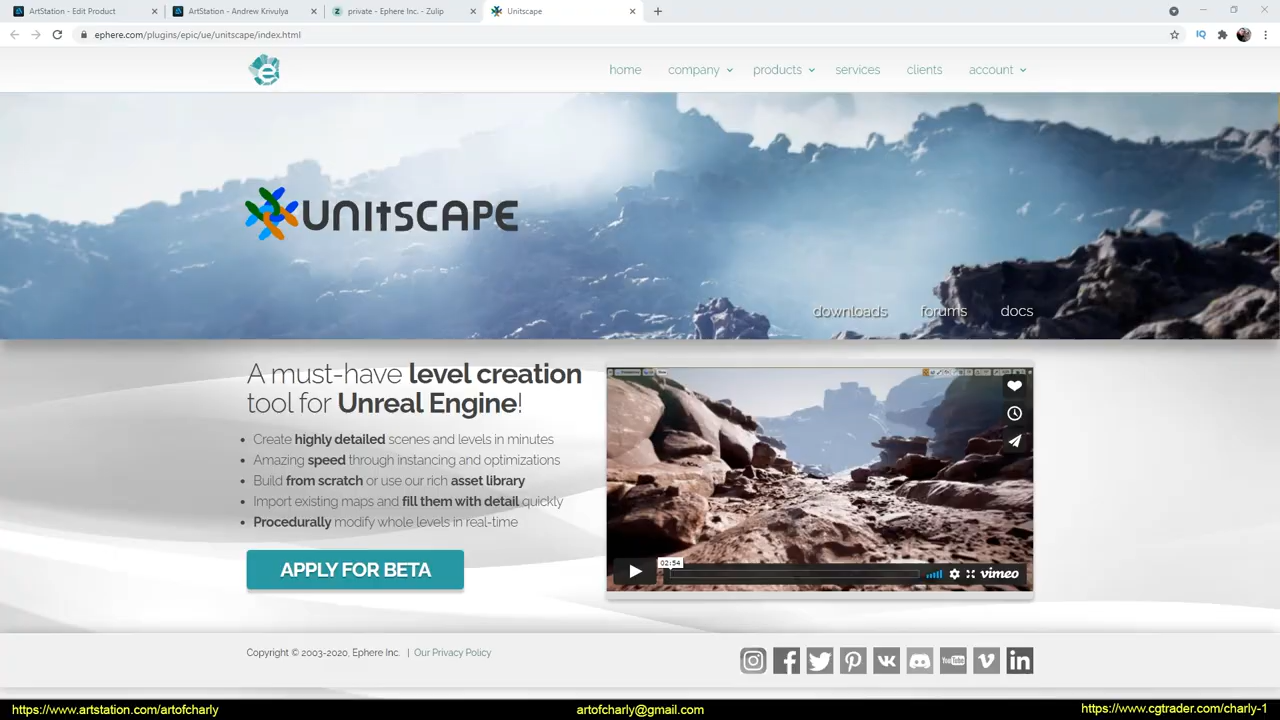 ArtStation - Edit Product
ArtStation - Andrew Krivulya
private - Ephere Inc. - Zulip
Unitscape
ephere.com/plugins/epic/ue/unitscape/index.html
IQ
e
home company products services clients account
UNItSCAPE
downloads forums docs
A must-have level creation
tool for Unreal Engine!
• Create highly detailed scenes and levels in minutes
• Amazing speed through instancing and optimizations
• Build from scratch or use our rich asset library
• Import existing maps and fill them with detail quickly
• Procedurally modify whole levels in real-time
APPLY FOR BETA
02:54
vimeo
Copyright © 2003-2020, Ephere Inc. | Our Privacy Policy
You Tube
https://www.artstation.com/artofcharly
artofcharly@gmail.com
https://www.cgtrader.com/charly-1